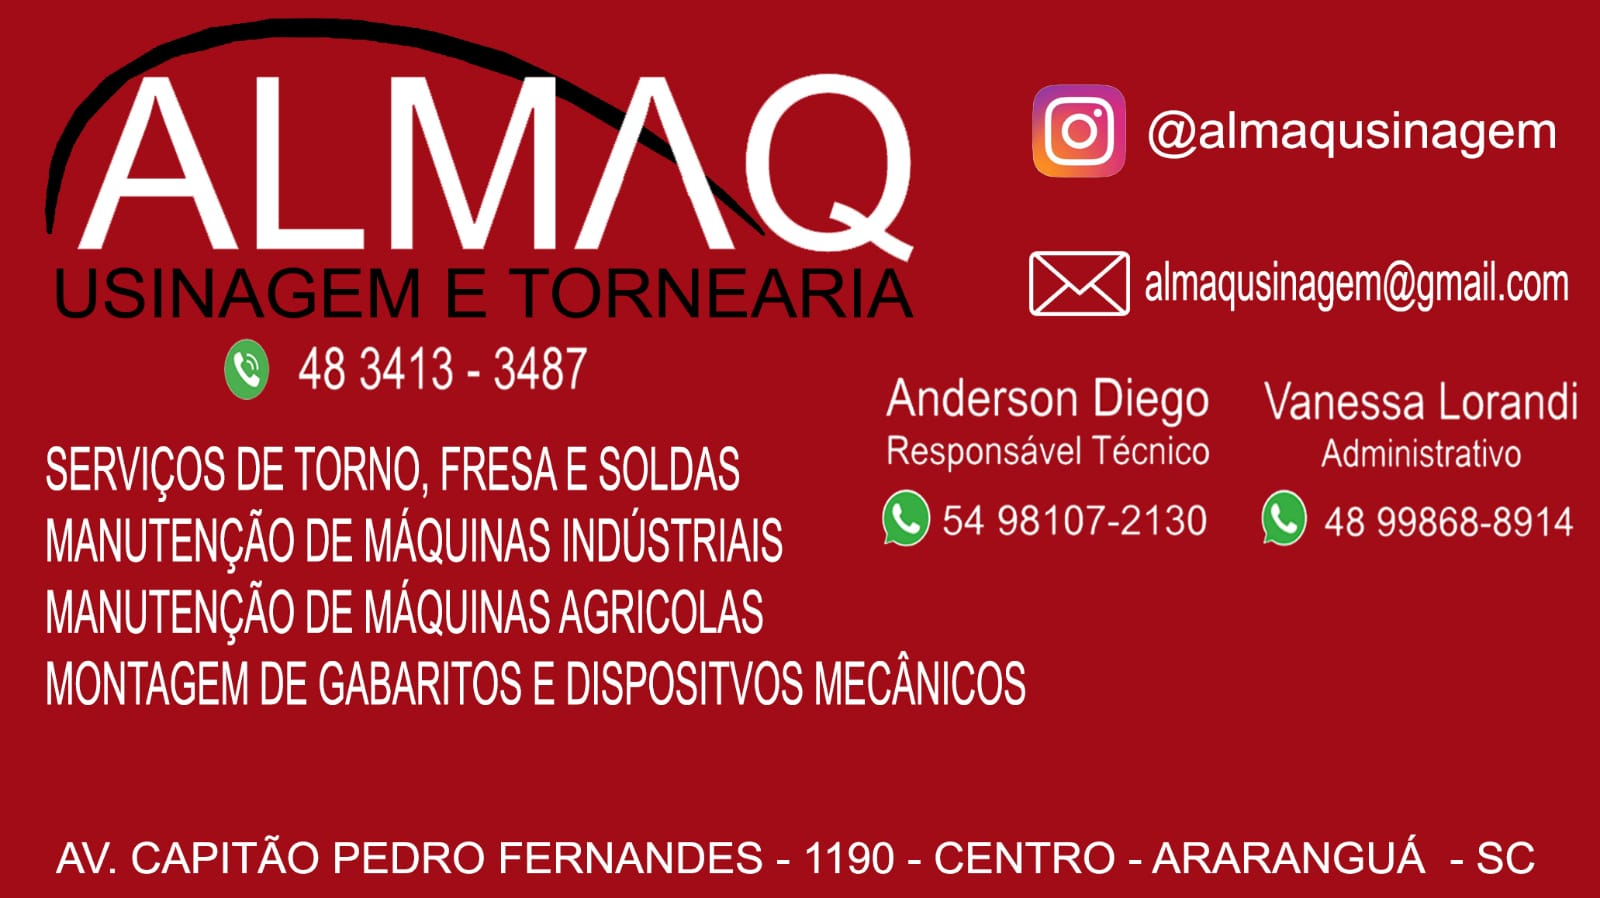 ALMAQ
USINAGEM E TORNEARIA
48 3413 - 3487
@almaqusinagem
almaqusinagem@gmail.com
Anderson Diego
Responsável Técnico
54 98107-2130
Vanessa Lorandi
Administrativo
48 99868-8914
SERVIÇOS DE TORNO, FRESA E SOLDAS
MANUTENÇÃO DE MÁQUINAS INDÚSTRIAIS
MANUTENÇÃO DE MÁQUINAS AGRICOLAS
MONTAGEM DE GABARITOS E DISPOSITVOS MECÂNICOS
AV. CAPITÃO PEDRO FERNANDES - 1190 - CENTRO - ARARANGUÁ - SC